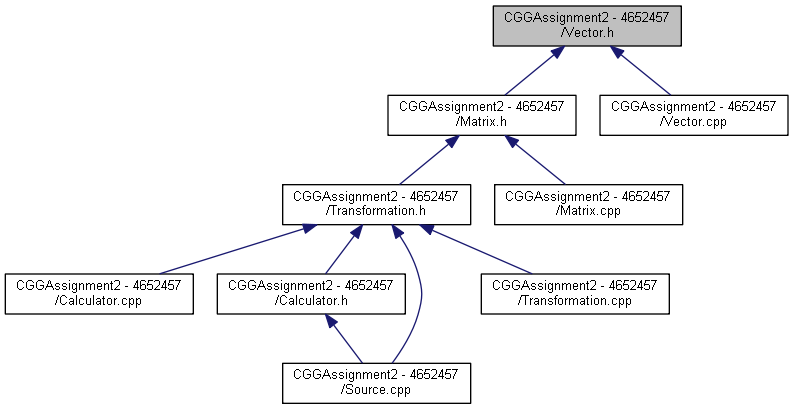 CGGAssignment2 - 4652457
/Vector.h
CGGAssignment2 - 4652457
/Matrix.h
CGGAssignment2 - 4652457
/Vector.cpp
CGGAssignment2 - 4652457
/Transformation.h
CGGAssignment2 - 4652457
/Matrix.cpp
CGGAssignment2 - 4652457
/Calculator.cpp
CGGAssignment2 - 4652457
/Calculator.h
CGGAssignment2 - 4652457
/Transformation.cpp
CGGAssignment2 - 4652457
/Source.cpp